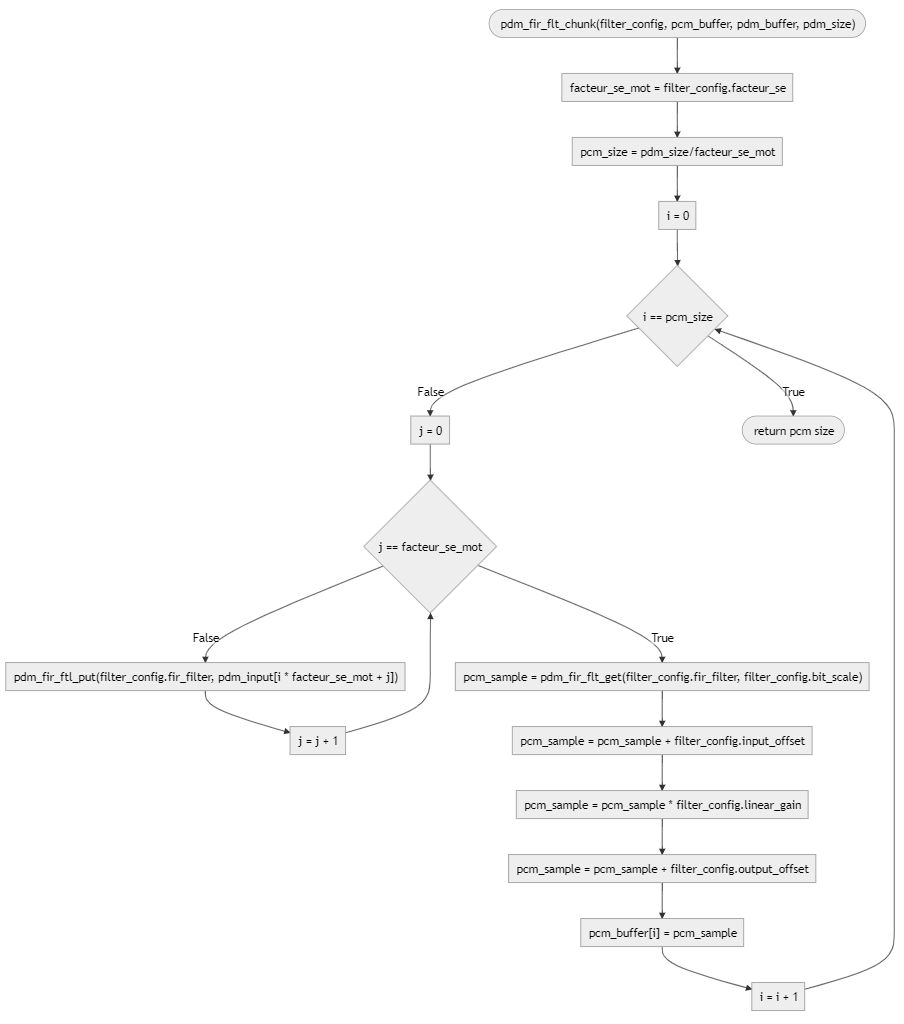 pdm_fir_flt_chunk(filter_config, pcm_buffer, pdm_buffer, pdm_size)
facteur_se_mot = filter_config.facteur_se
pcm_size = pdm_size/facteur_se_mot
i = 0
i == pcm_size
False
True
j = 0
return pcm size
j == facteur_se_mot
False
True
pdm_fir_ftl_put(filter_config.fir_filter, pdm_input[i * facteur_se_mot + j])
pcm_sample = pdm_fir_flt_get(filter_config.fir_filter, filter_config.bit_scale)
j = j + 1
pcm_sample = pcm_sample + filter_config.input_offset
pcm_sample = pcm_sample * filter_config.linear_gain
pcm_sample = pcm_sample + filter_config.output_offset
pcm_buffer[i] = pcm_sample
i = i + 1